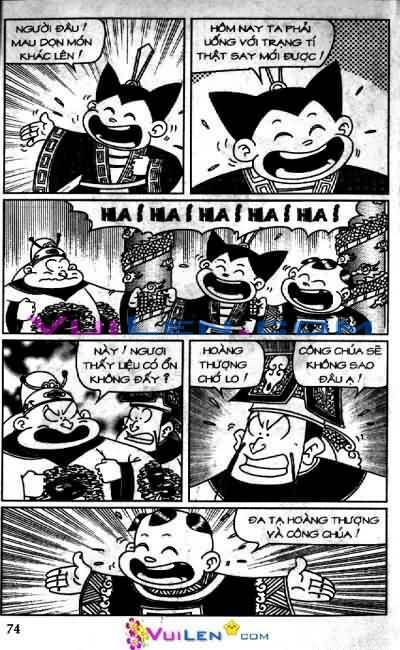 NGƯỜI ĐÂU!
MAU DỌN MÓN
KHÁC LÊN!
HÔM NAY TA PHẢI
UỐNG VỚI TRẠNG TÍ
THẬT SAY MỚI ĐƯỢC!
HA! HA! HA! HA! HA!
VUILEN.COM
NÀY! NGƯƠI
THẤY LIỆU CÓ ỔN
KHÔNG ĐẤY?
HOÀNG
THƯỢNG
CHỚ LO!
CÔNG CHÚA SẼ
KHÔNG SAO
ĐÂU Ạ!
ĐA TẠ HOÀNG THƯỢNG
VÀ CÔNG CHÚA!
74
VUILEN.COM